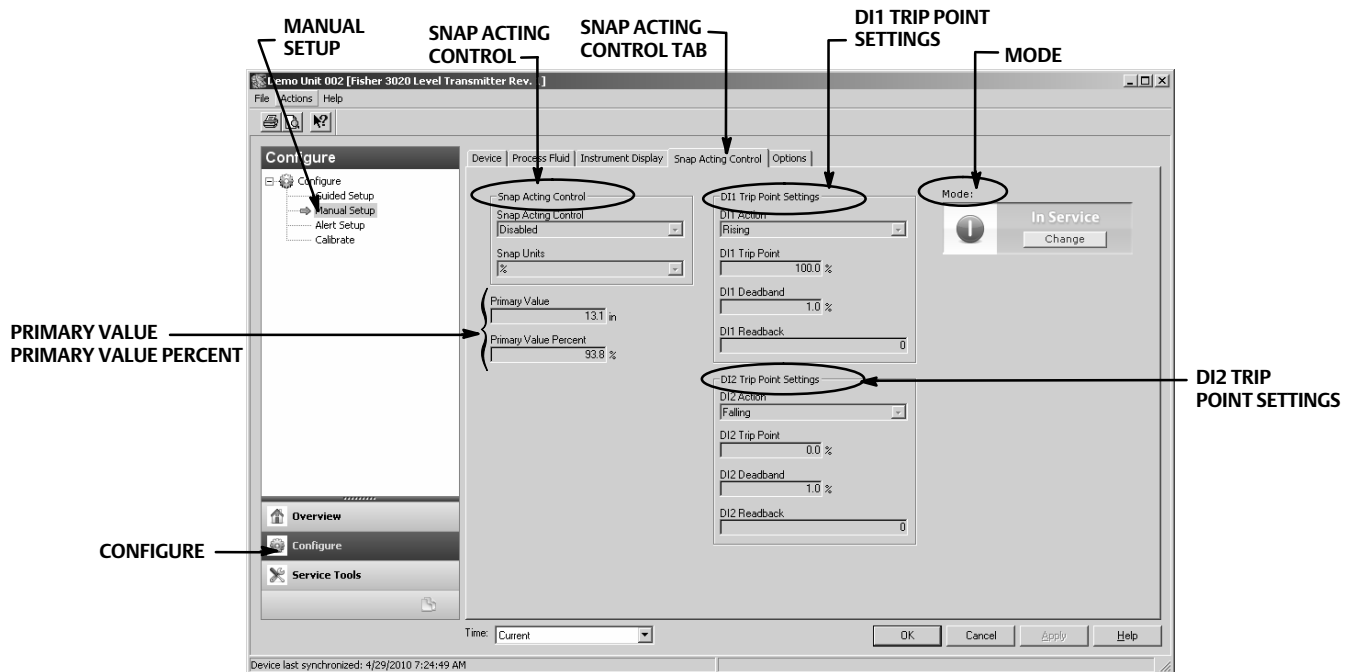 MANUAL
SETUP
SNAP ACTING
CONTROL
SNAP ACTING
CONTROL TAB
DI1 TRIP POINT
SETTINGS
MODE
Demo Unit 002 [Fisher 3020 Level Transmitter Rev. ]
File Actions Help
Configure
Configure
Guided Setup
Manual Setup
Alert Setup
Calibrate
Device Process Fluid Instrument Display Snap Acting Control Options
Snap Acting Control
Snap Acting Control
Disabled
Snap Units
%
Primary Value
13.1 in
Primary Value Percent
93.8 %
DI1 Trip Point Settings
DI1 Action
Rising
DI1 Trip Point
100.0 %
DI1 Deadband
1.0 %
DI1 Readback
0
DI2 Trip Point Settings
DI2 Action
Falling
DI2 Trip Point
0.0 %
DI2 Deadband
1.0 %
DI2 Readback
0
Mode:
In Service
Change
PRIMARY VALUE
PRIMARY VALUE PERCENT
DI2 TRIP
POINT SETTINGS
CONFIGURE
Overview
Configure
Service Tools
Time: Current
OK Cancel Apply Help
Device last synchronized: 4/29/2010 7:24:49 AM